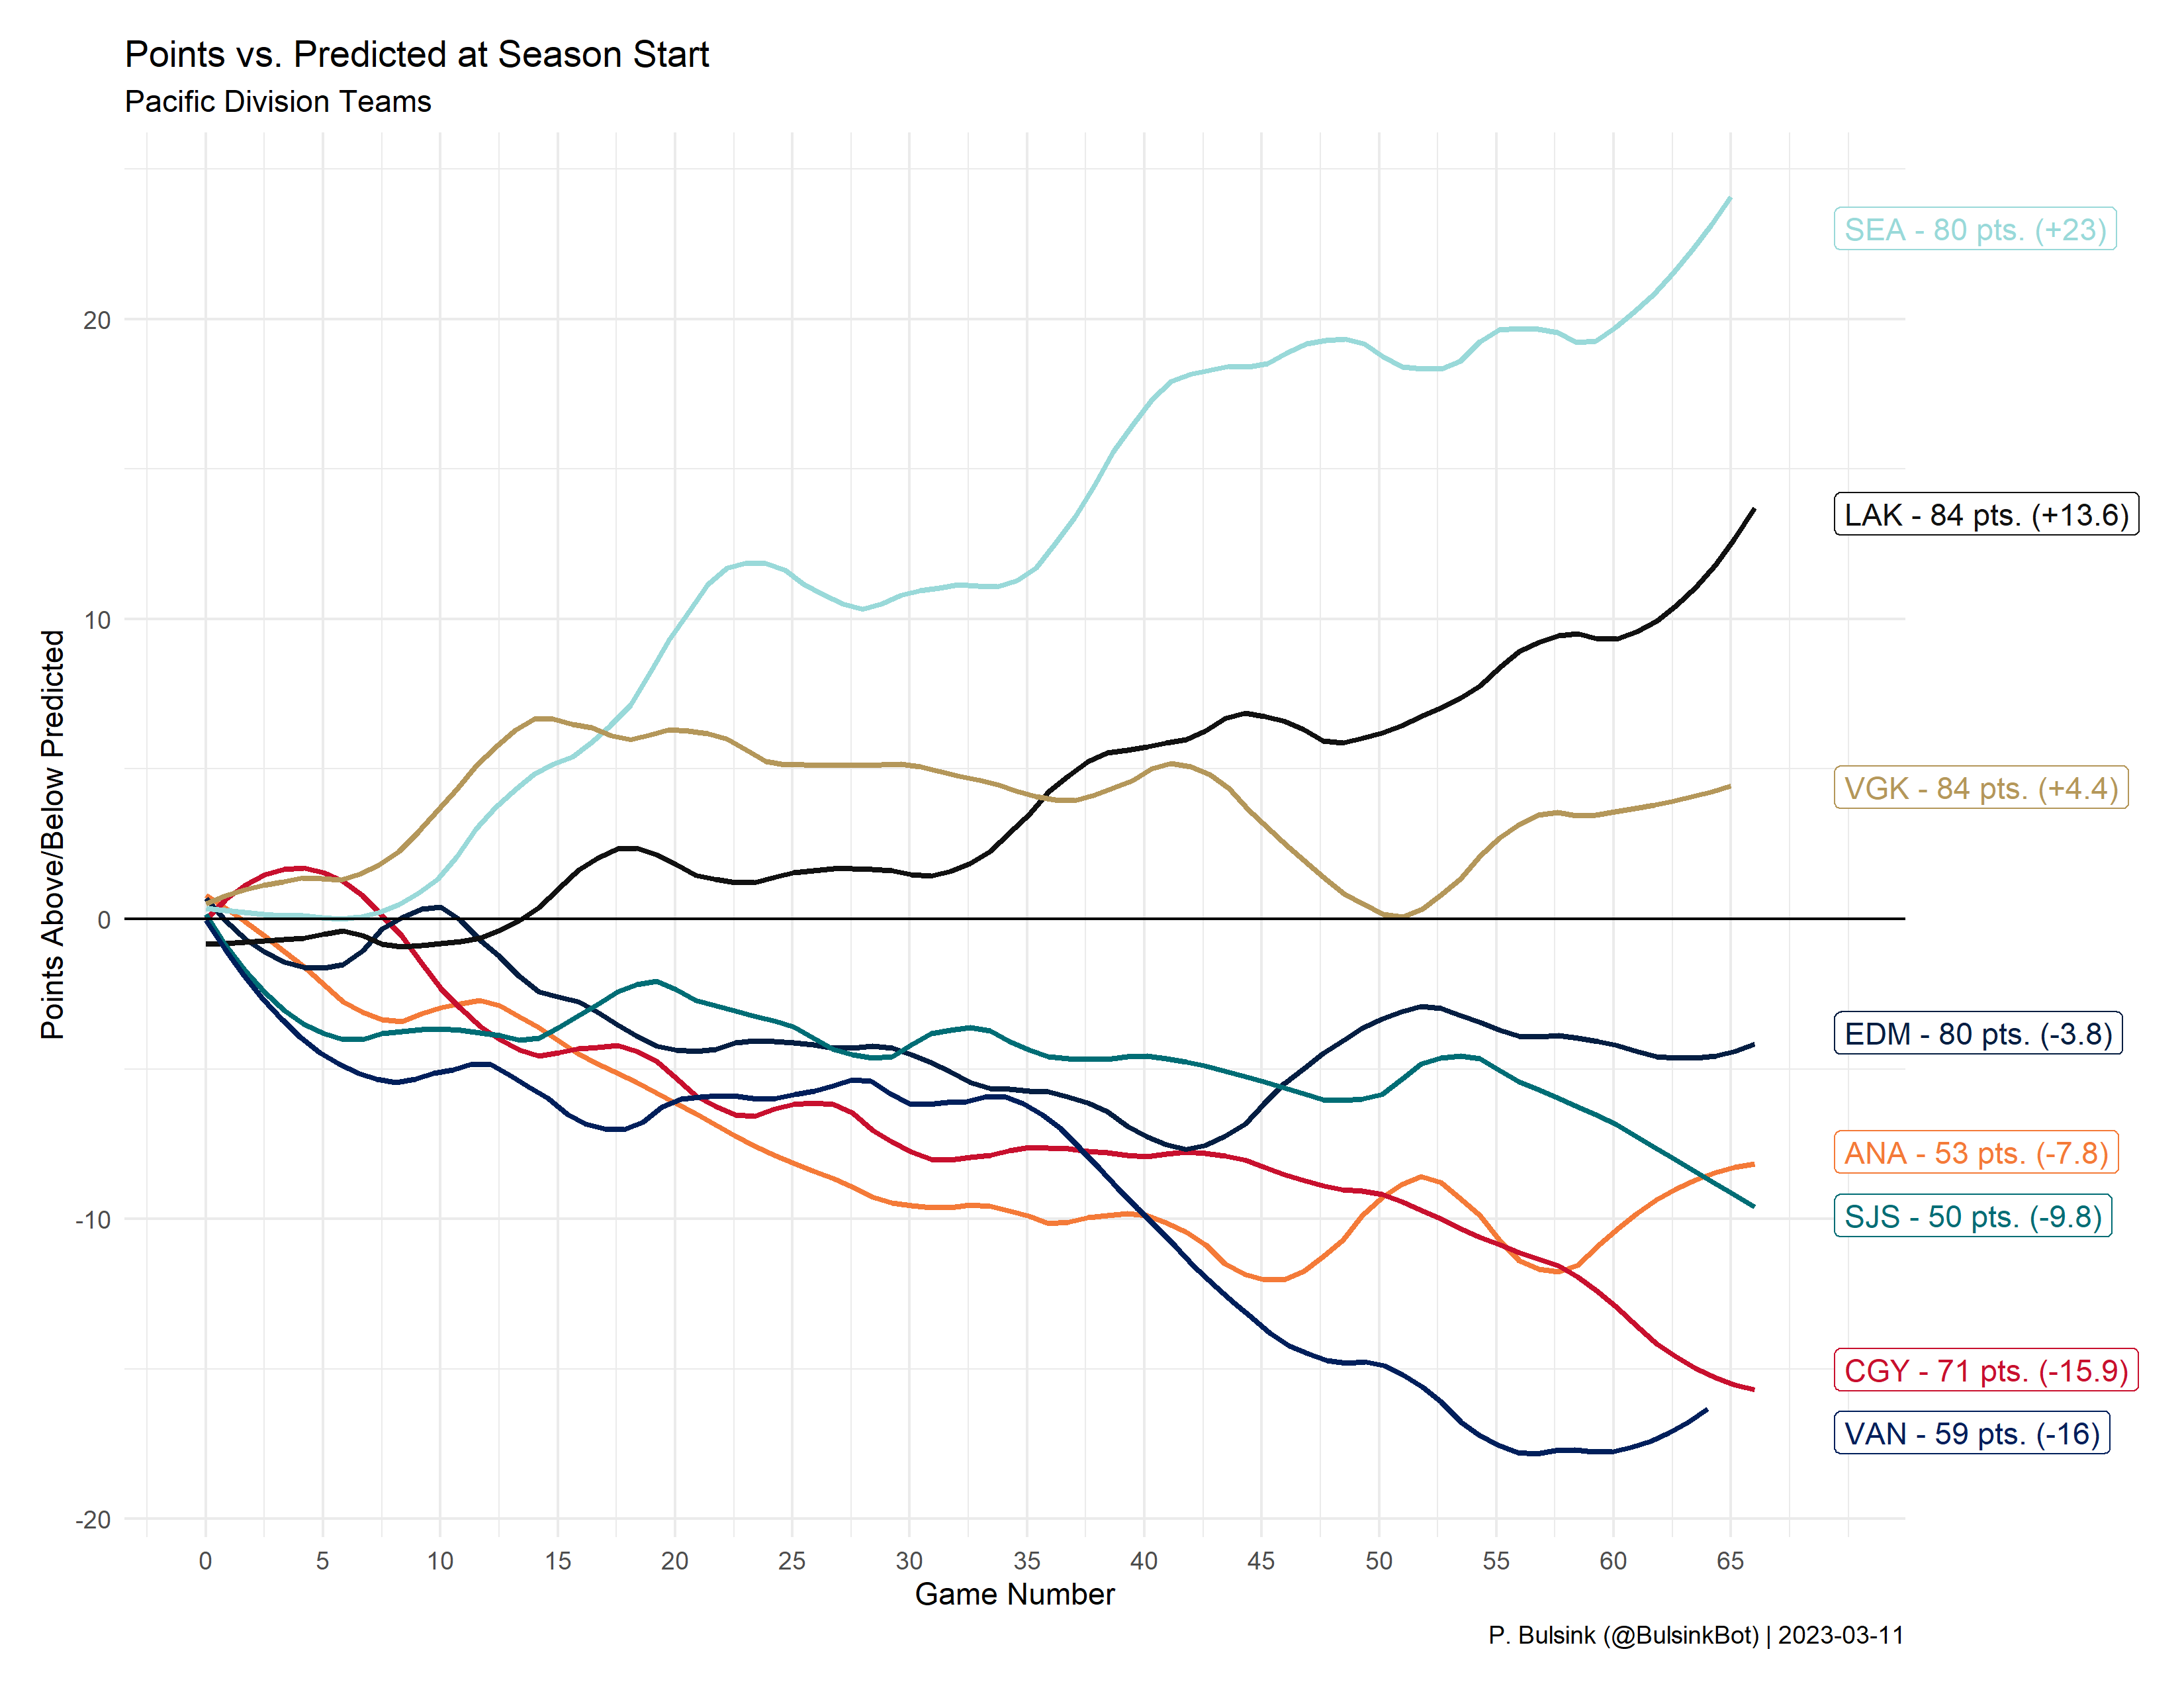 Points vs. Predicted at Season Start
Pacific Division Teams
Points Above/Below Predicted
20
10
0
-10
-20
SEA - 80 pts. (+23)
LAK - 84 pts. (+13.6)
VGK - 84 pts. (+4.4)
EDM - 80 pts. (-3.8)
ANA - 53 pts. (-7.8)
SJS - 50 pts. (-9.8)
CGY - 71 pts. (-15.9)
VAN - 59 pts. (-16)
0 5 10 15 20 25 30 35 40 45 50 55 60 65
Game Number
P. Bulsink (@BulsinkBot) | 2023-03-11